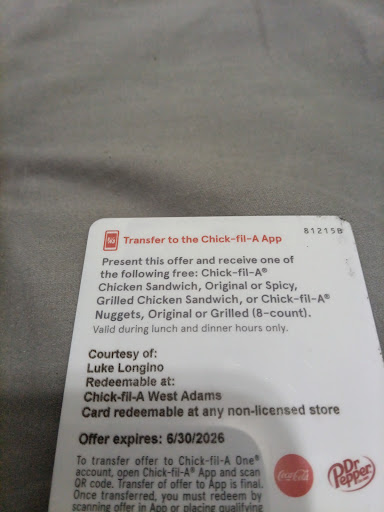 Transfer to the Chick-fil-A App
81215B
Present this offer and receive one of
the following free: Chick-fil-A®
Chicken Sandwich, Original or Spicy,
Grilled Chicken Sandwich, or Chick-fil-A®
Nuggets, Original or Grilled (8-count).
Valid during lunch and dinner hours only.
Courtesy of:
Luke Longino
Redeemable at:
Chick-fil-A West Adams
Card redeemable at any non-licensed store
Offer expires: 6/30/2026
To transfer offer to Chick-fil-A One®
account, open Chick-fil-A® App and scan
QR code. Transfer of offer to App is final.
Once transferred, you must redeem by
scanning offer in App or placing qualifying
Coca-Cola
Dr Pepper